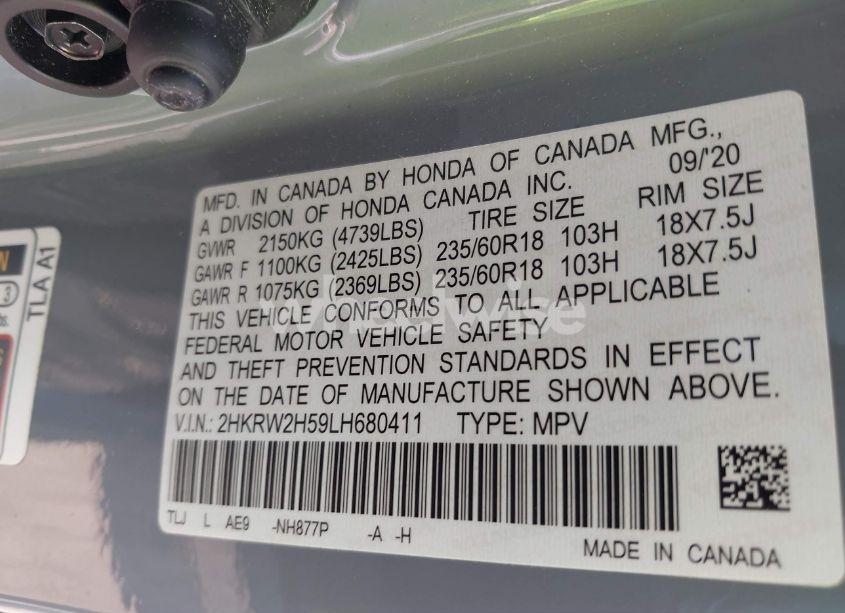 MFD. IN CANADA BY HONDA OF CANADA MFG.,
A DIVISION OF HONDA CANADA INC. 09/'20
GVWR 2150KG (4739LBS) TIRE SIZE RIM SIZE
GAWR F 1100KG (2425LBS) 235/60R18 103H 18X7.5J
GAWR R 1075KG (2369LBS) 235/60R18 103H 18X7.5J
THIS VEHICLE CONFORMS TO ALL APPLICABLE
FEDERAL MOTOR VEHICLE SAFETY
AND THEFT PREVENTION STANDARDS IN EFFECT
ON THE DATE OF MANUFACTURE SHOWN ABOVE.
V.I.N.: 2HKRW2H59LH680411 TYPE: MPV
TLJ L AE9 -NH877P -A -H
MADE IN CANADA
TLA A1
wheelwise